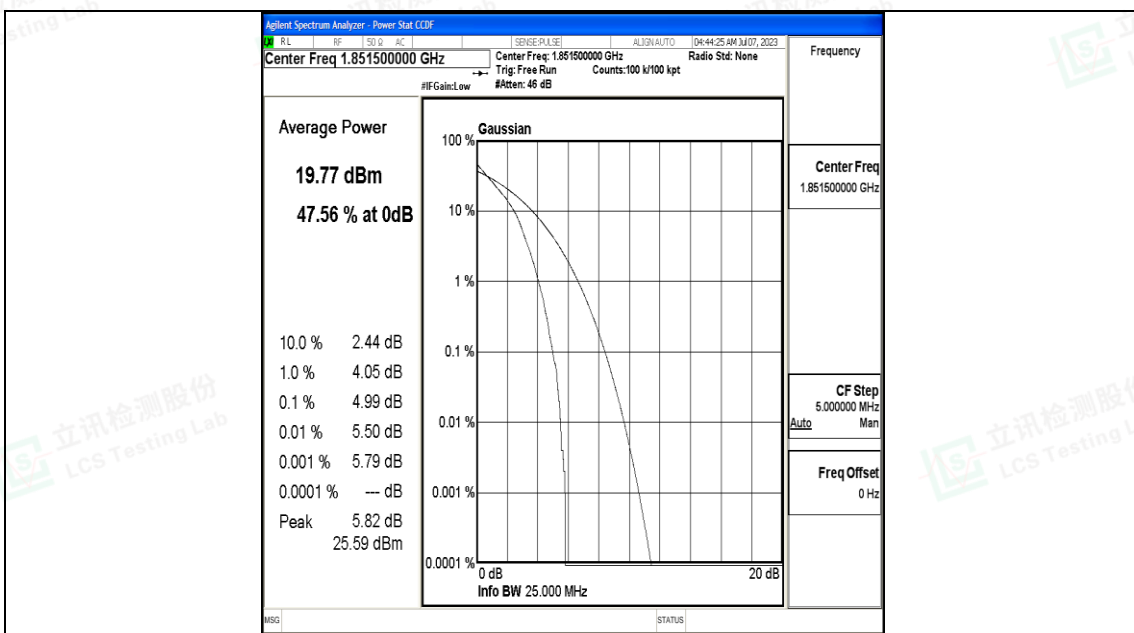 Agilent Spectrum Analyzer - Power Stat CCDF
RL RF 50 Ω AC SENSE:PULSE ALIGN AUTO 04:44:25 AM Jul 07, 2023
Center Freq 1.851500000 GHz
Center Freq: 1.851500000 GHz Radio Std: None
Trig: Free Run Counts:100 k/100 kpt
#IFGain:Low #Atten: 46 dB
Frequency
Average Power
19.77 dBm
47.56 % at 0dB
10.0 % 2.44 dB
1.0 % 4.05 dB
0.1 % 4.99 dB
0.01 % 5.50 dB
0.001 % 5.79 dB
0.0001 % --- dB
Peak 5.82 dB
25.59 dBm
Gaussian
100 %
10 %
1 %
0.1 %
0.01 %
0.001 %
0.0001 %
0 dB 20 dB
Info BW 25.000 MHz
Center Freq
1.851500000 GHz
CF Step
5.000000 MHz
Auto Man
Freq Offset
0 Hz
MSG STATUS
立讯检测股份
LCS Testing Lab
立讯检测股份
LCS Testing L